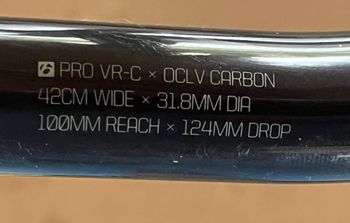 PRO VR-C × OCLV CARBON
42CM WIDE × 31.8MM DIA
100MM REACH × 124MM DROP